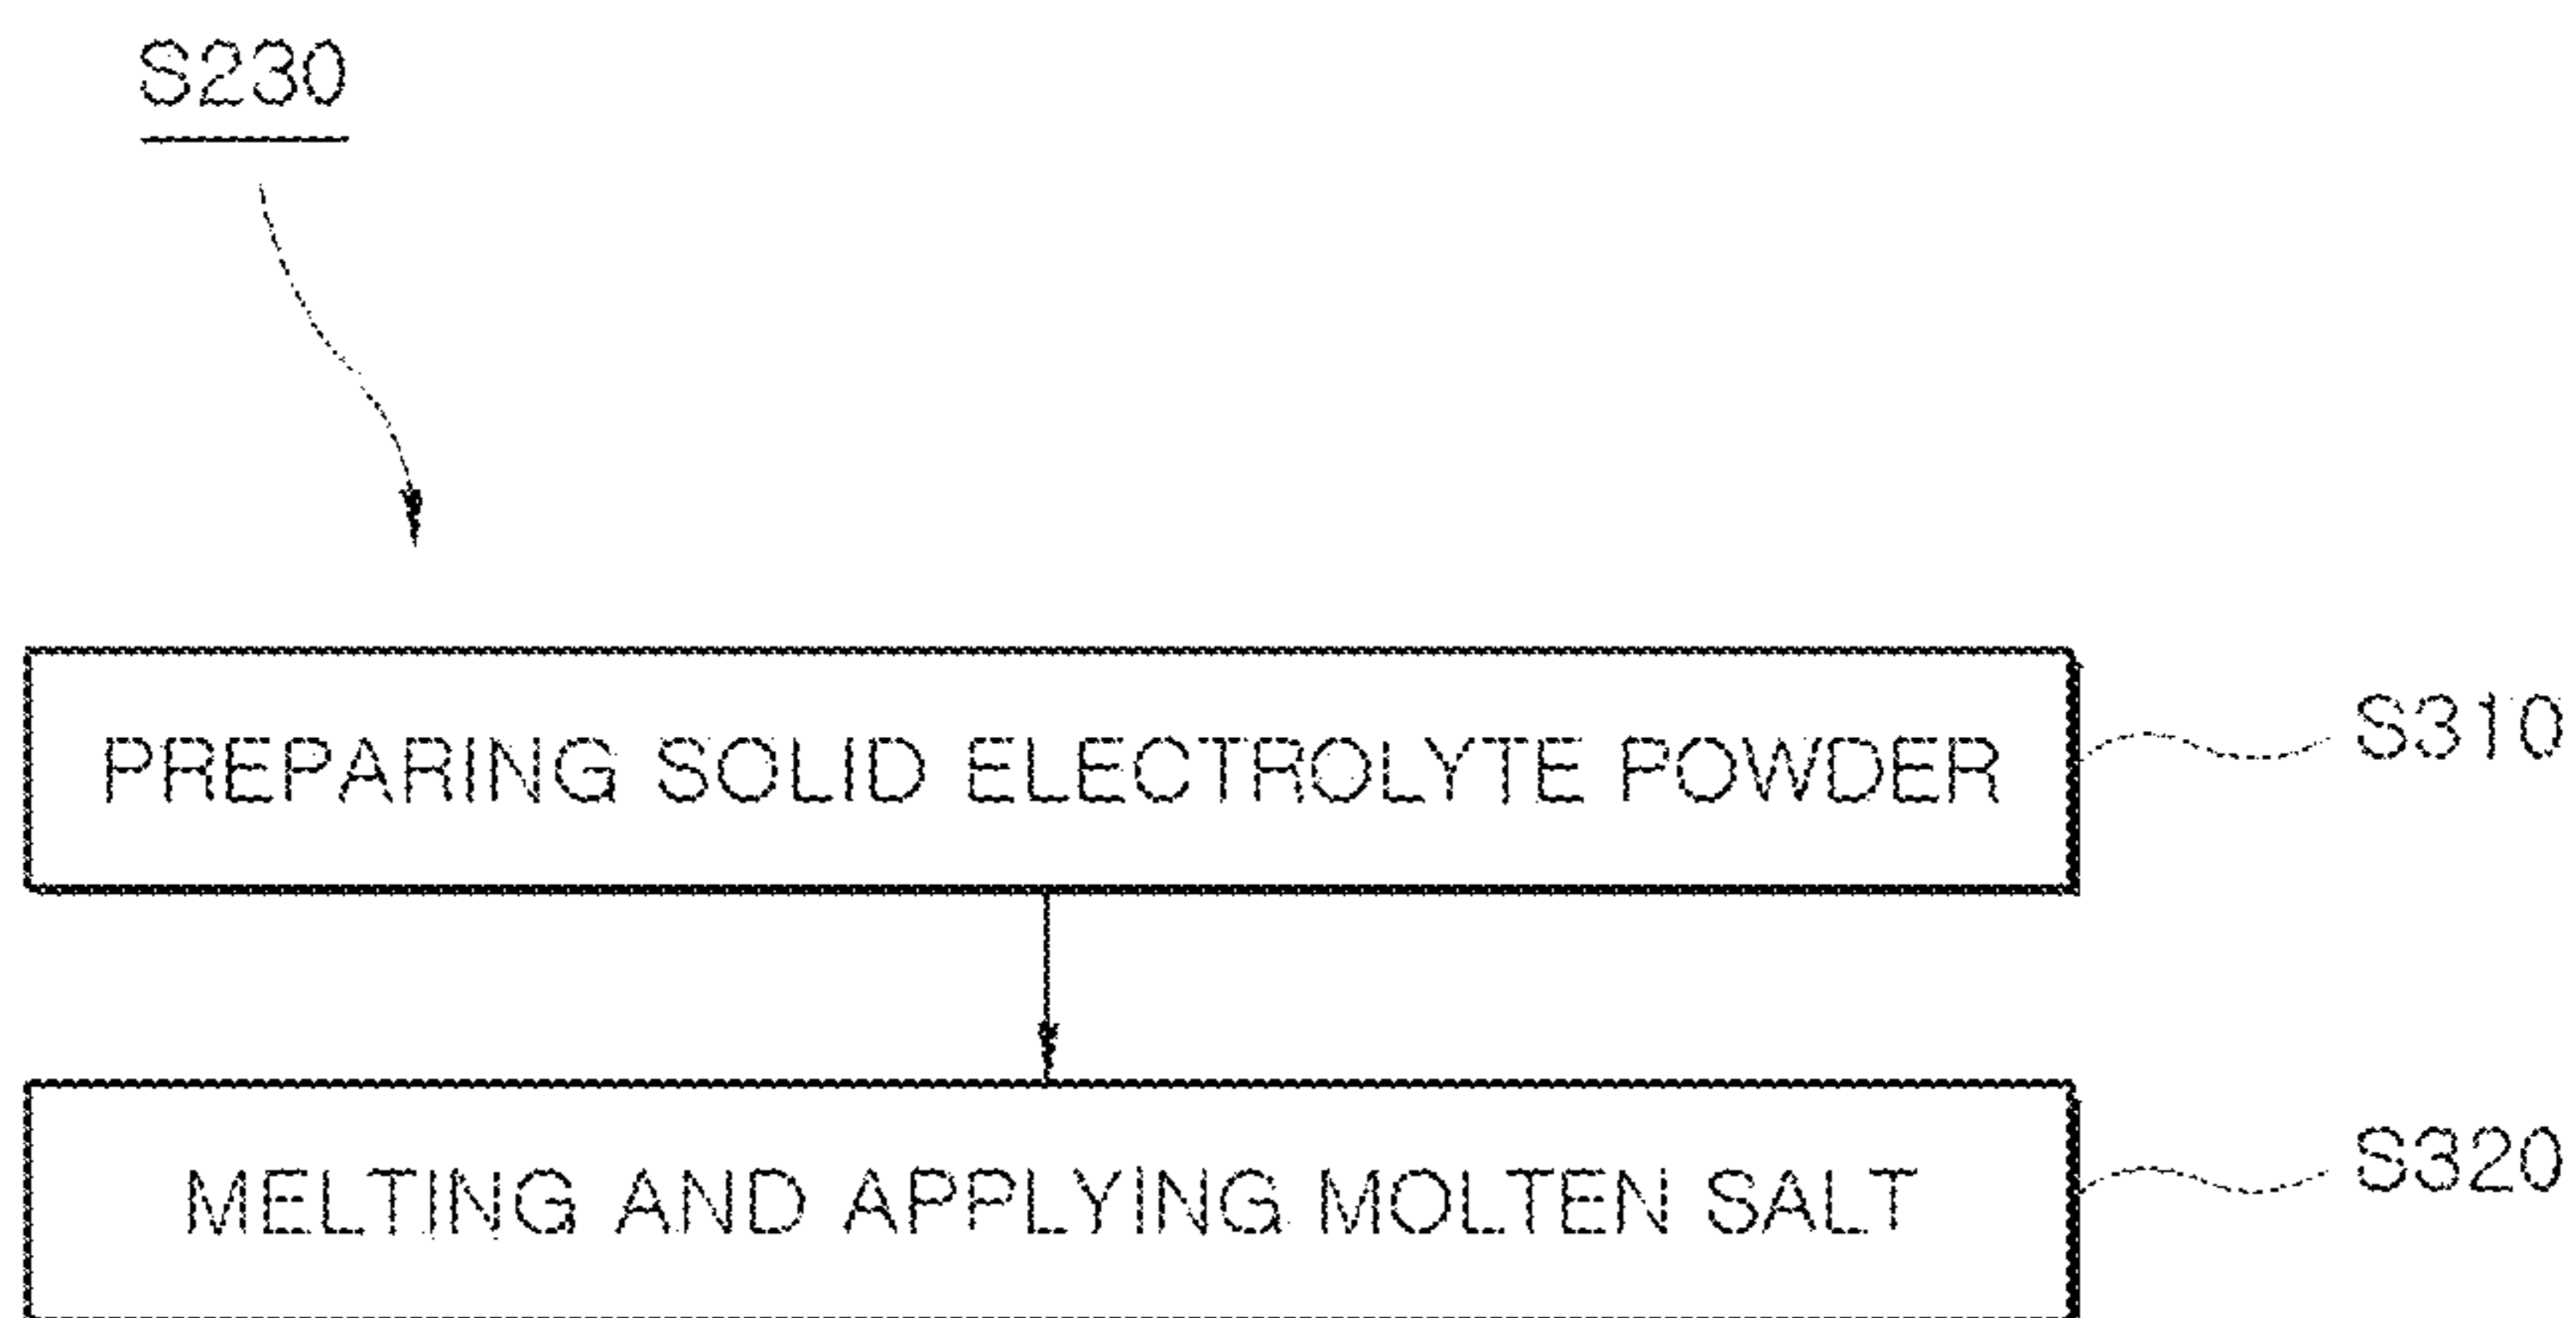 S230
PREPARING SOLID ELECTROLYTE POWDER
S310
MELTING AND APPLYING MOLTEN SALT
S320